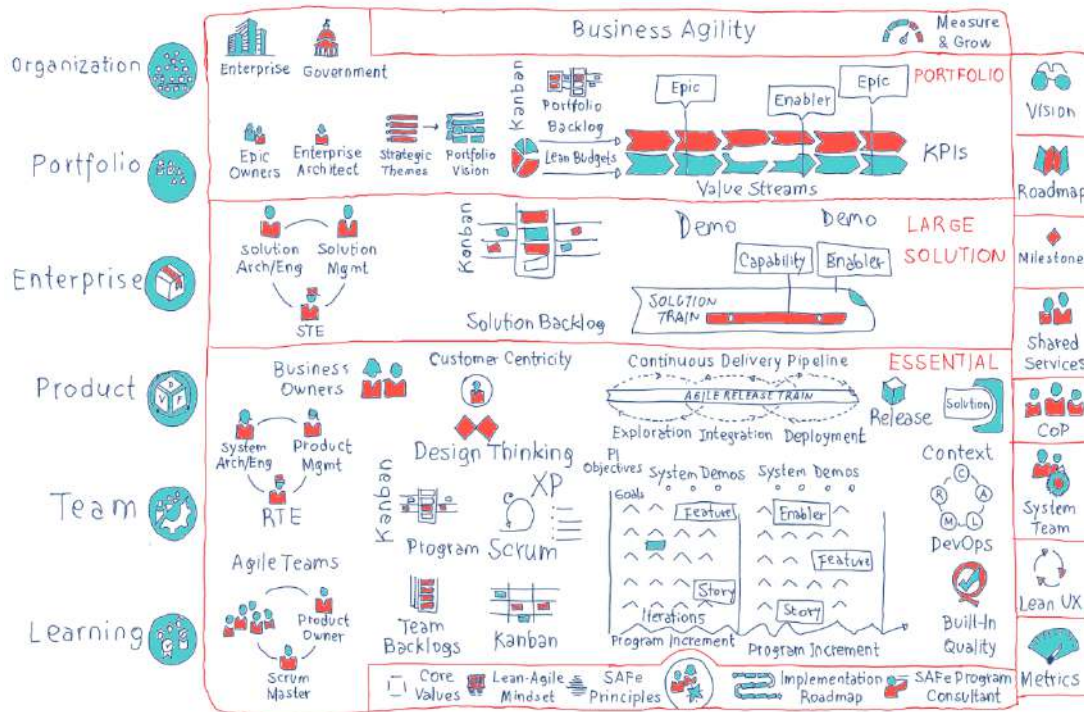 Organization
Portfolio
Enterprise
Product
Team
Learning
Business Agility
Measure
& Grow
Enterprise
Government
PORTFOLIO
Kanban
Portfolio
Backlog
Lean Budgets
Epic
Enabler
Epic
KPIs
Value Streams
Epic
Owners
Enterprise
Architect
Strategic
Themes
Portfolio
Vision
Solution
Arch/Eng
Solution
Mgmt
STE
Kanban
Solution Backlog
Demo
Demo
LARGE
SOLUTION
Capability
Enabler
SOLUTION
TRAIN
Business
Owners
Customer Centricity
Continuous Delivery Pipeline
ESSENTIAL
AGILE RELEASE TRAIN
Exploration Integration Deployment
Release
Solution
System
Arch/Eng
Product
Mgmt
RTE
Design Thinking
Kanban
Program
XP
Scrum
PI
Objectives
System Demos
System Demos
Goals
Feature
Enabler
Feature
Story
Story
Iterations
Program Increment
Program Increment
Context
C
R
A
M
L
DevOps
Built-In
Quality
Agile Teams
Product
Owner
Scrum
Master
Team
Backlogs
Kanban
Core
Values
Lean-Agile
Mindset
SAFe
Principles
Implementation
Roadmap
SAFe Program
Consultant
Vision
Roadmap
Milestone
Shared
Services
CoP
System
Team
Lean UX
Metrics
D
V
F